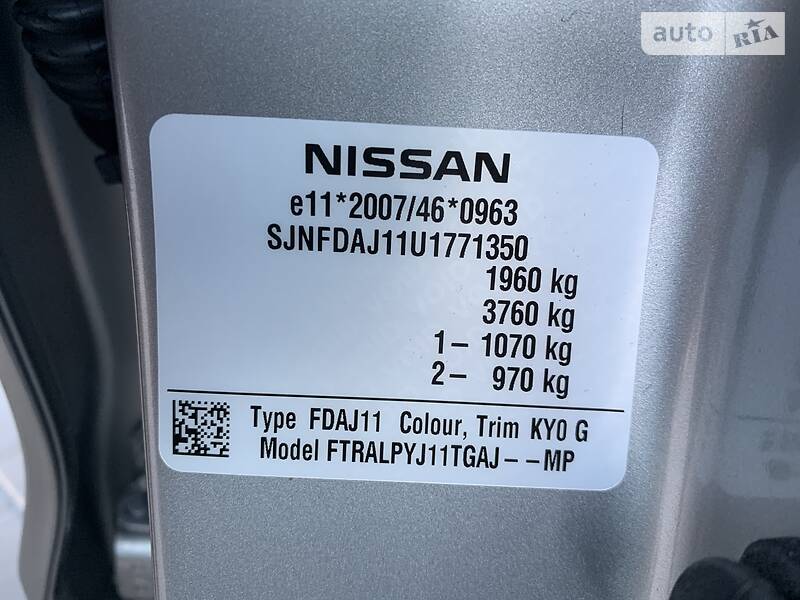 auto RIA
NISSAN
e11*2007/46*0963
SJNFDAJ11U1771350
1960 kg
3760 kg
1– 1070 kg
2– 970 kg
Type FDAJ11 Colour, Trim KY0 G
Model FTRALPYJ11TGAJ– –MP